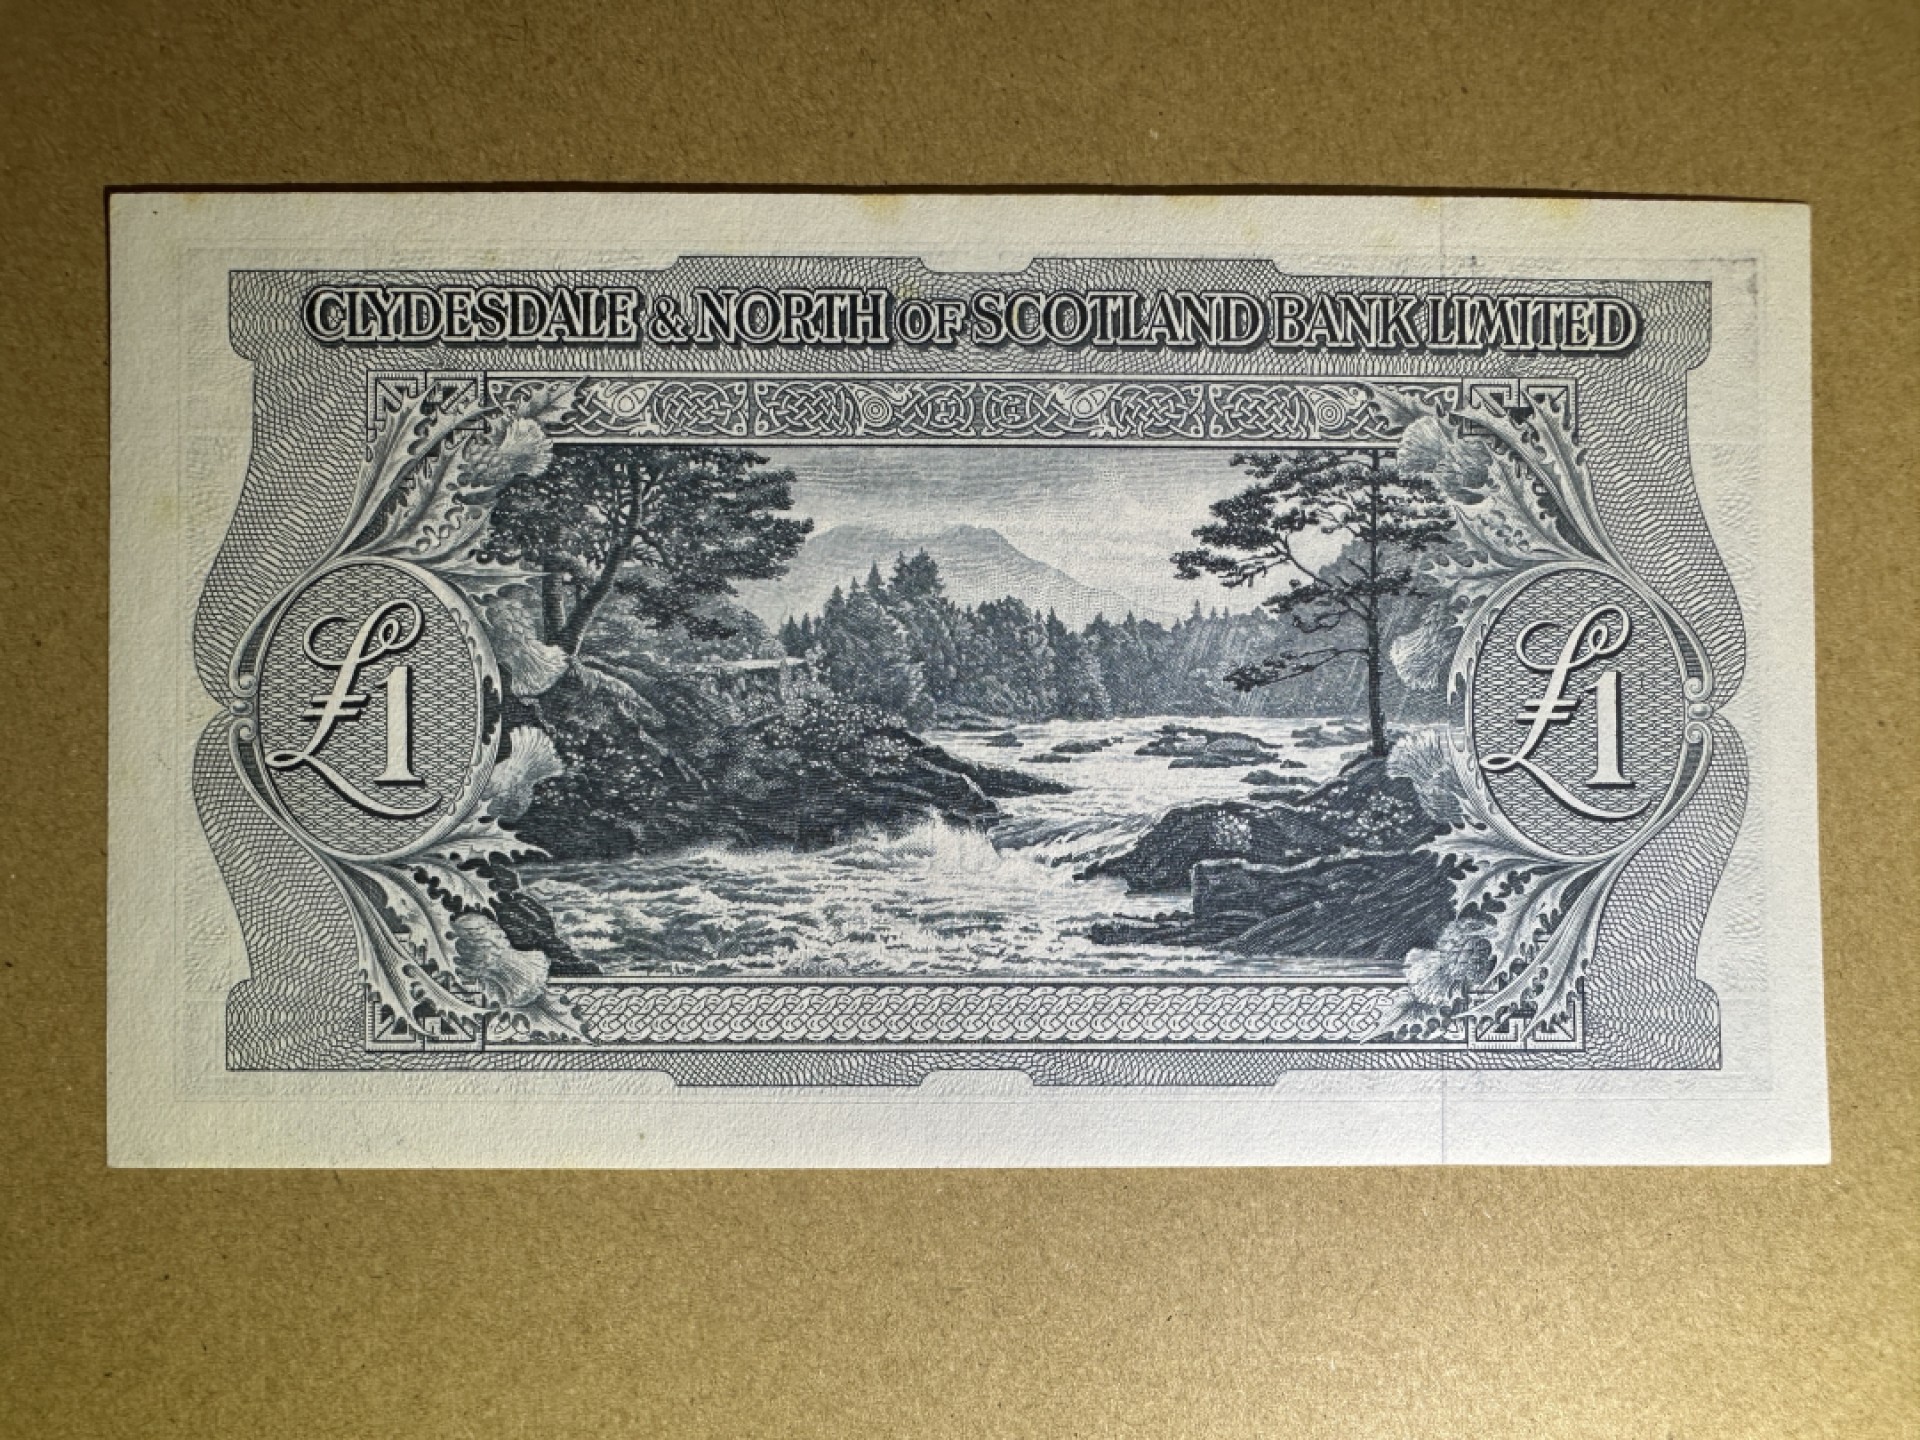 CLYDESDALE & NORTH OF SCOTLAND BANK LIMITED
£1 £1